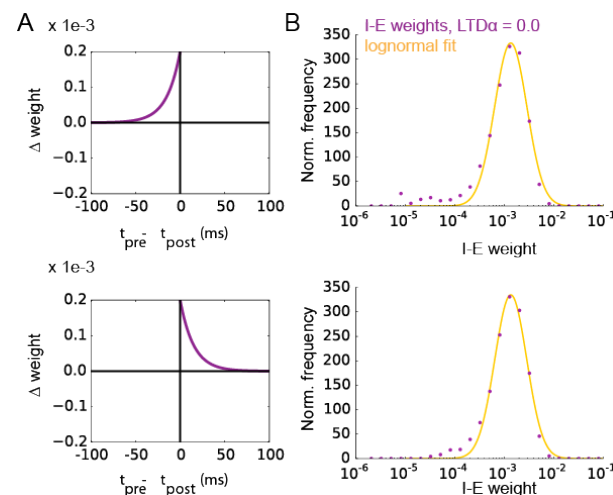 A
x 1e-3
0.2
0.1
0.0
−0.1
−0.2
Δ weight
-100 -50 0 50 100
t_pre - t_post (ms)
B
I-E weights, LTDα = 0.0
lognormal fit
350
300
250
200
150
100
50
0
Norm. frequency
10^-6 10^-5 10^-4 10^-3 10^-2 10^-1
I-E weight
x 1e-3
0.2
0.1
0.0
−0.1
−0.2
Δ weight
-100 -50 0 50 100
t_pre - t_post (ms)
350
300
250
200
150
100
50
0
Norm. frequency
10^-6 10^-5 10^-4 10^-3 10^-2 10^-1
I-E weight